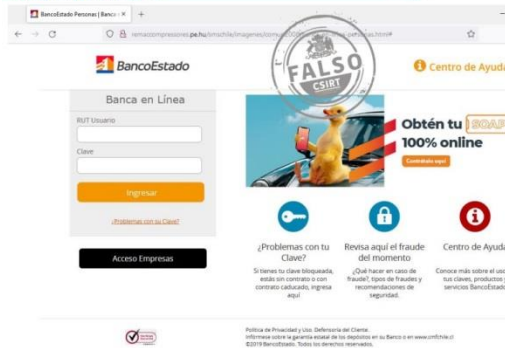 BancoEstado Personas | Banco
BancoEstado
FALSO
CSIRT
Centro de Ayuda
Banca en Línea
RUT Usuario
Clave
Ingresar
¿Problemas con su Clave?
Acceso Empresas
Obtén tu SOAP
100% online
Contrátalo aquí
¿Problemas con tu
Clave?
Si tienes tu clave bloqueada,
estás sin contrato o con
contrato caducado, ingresa
aquí
Revisa aquí el fraude
del momento
¿Qué hacer en caso de
fraude?, tipos de fraudes y
recomendaciones de
seguridad.
Centro de Ayuda
Conoce más sobre el uso
tus claves, productos y
servicios BancoEstado
Política de Privacidad y Uso. Defensoría del Cliente.
Infórmese sobre la garantía estatal de los depósitos en su Banco o en www.cmfchile.cl
©2019 BancoEstado. Todos los derechos reservados.